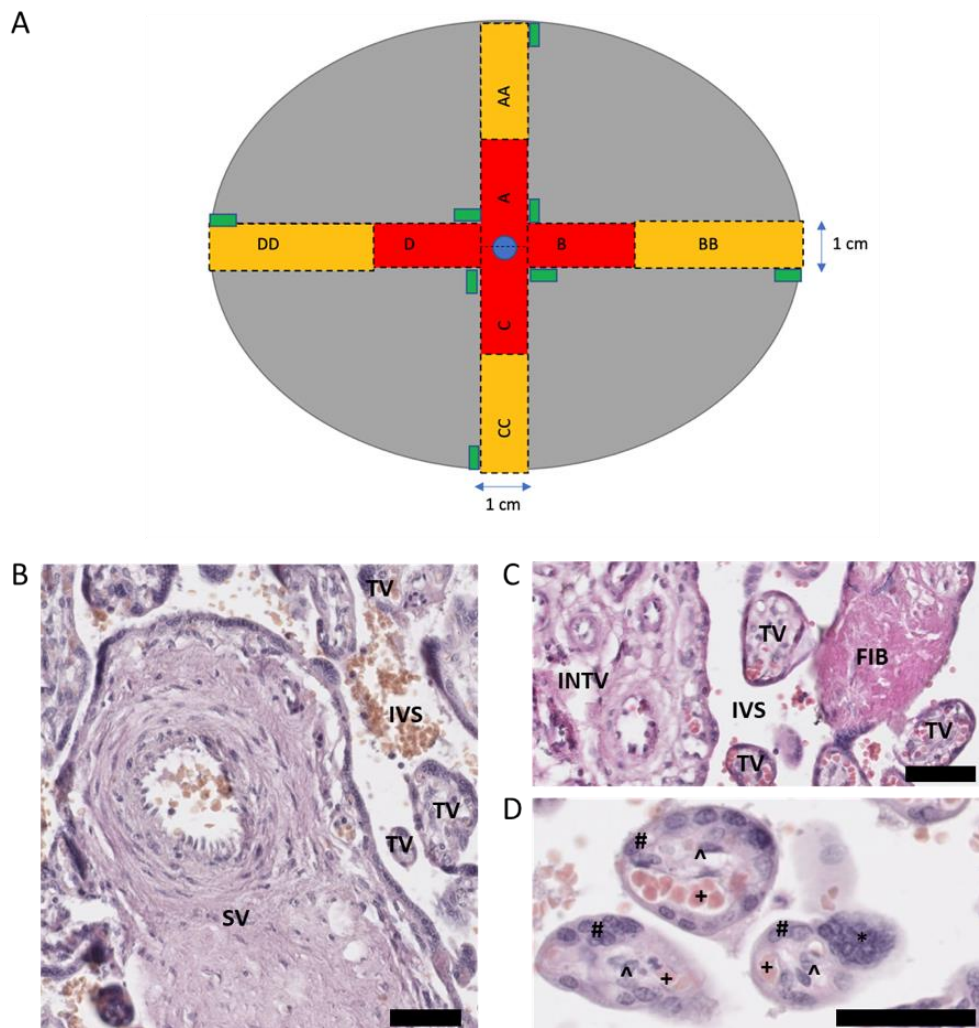 A
AA
A
DD
D
B
BB
1 cm
C
CC
1 cm
B
TV
IVS
TV
TV
SV
C
TV
INTV
FIB
IVS
TV
TV
D
#
^
+
#
#
*
^
+
+
^